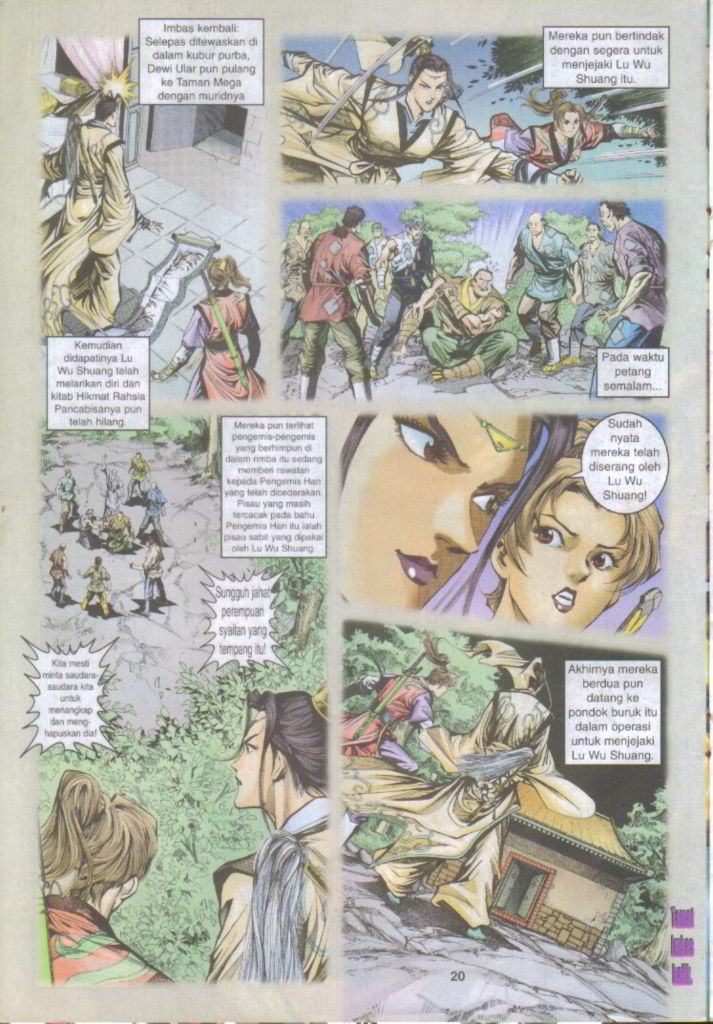 Imbas kembali:
Selepas ditewaskan di
dalam kubur purba,
Dewi Ular pun pulang
ke Taman Mega
dengan muridnya
Kemudian
didapatinya Lu
Wu Shuang telah
melarikan diri dan
kitab Hikmat Rahsia
Pancabisanya pun
telah hilang.
Mereka pun bertindak
dengan segera untuk
menjejaki Lu Wu
Shuang itu.
Pada waktu
petang
semalam...
Mereka pun terlihat
pengemis-pengemis
yang berhimpun di
dalam rimba itu sedang
memberi rawatan
kepada Pengemis Han
yang telah dicederakan.
Pisau yang masih
tercacak pada bahu
Pengemis Han itu ialah
pisau sabit yang dipakai
oleh Lu Wu Shuang.
Sungguh jahat
perempuan
syaitan yang
tempang itu!
Kita mesti
minta saudara-
saudara kita
untuk
menangkap
dan meng-
hapuskan dia!
Sudah
nyata
mereka telah
diserang oleh
Lu Wu
Shuang!
Akhirnya mereka
berdua pun
datang ke
pondok buruk itu
dalam operasi
untuk menjejaki
Lu Wu Shuang.
Tamat
imbas
balik.
20